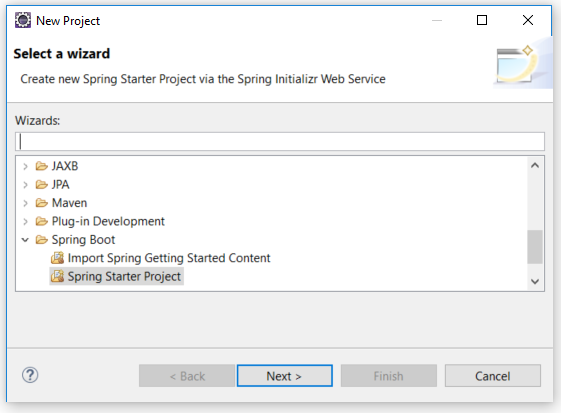 New Project
Select a wizard
Create new Spring Starter Project via the Spring Initializr Web Service
Wizards:
JAXB
JPA
Maven
Plug-in Development
Spring Boot
Import Spring Getting Started Content
Spring Starter Project
?
< Back
Next >
Finish
Cancel